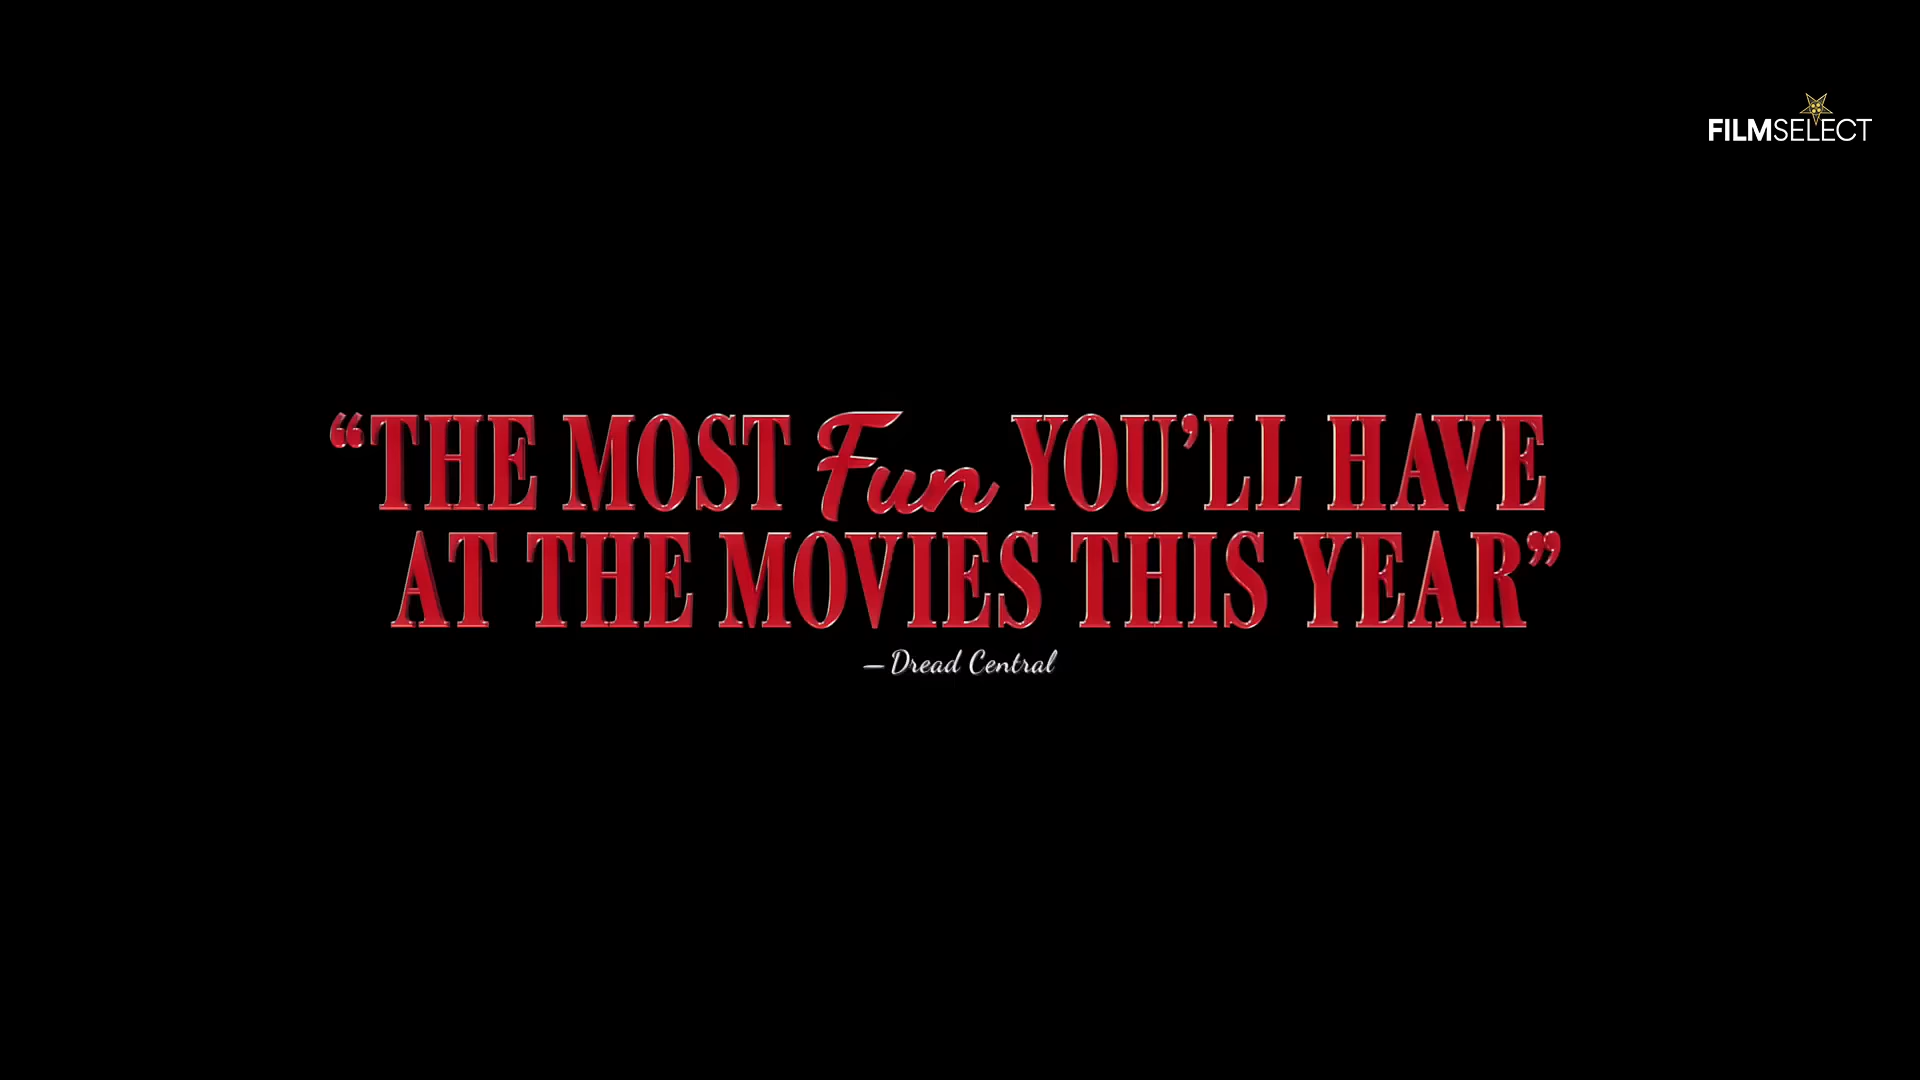 FILMSELECT
“THE MOST Fun YOU’LL HAVE
AT THE MOVIES THIS YEAR”
– Dread Central